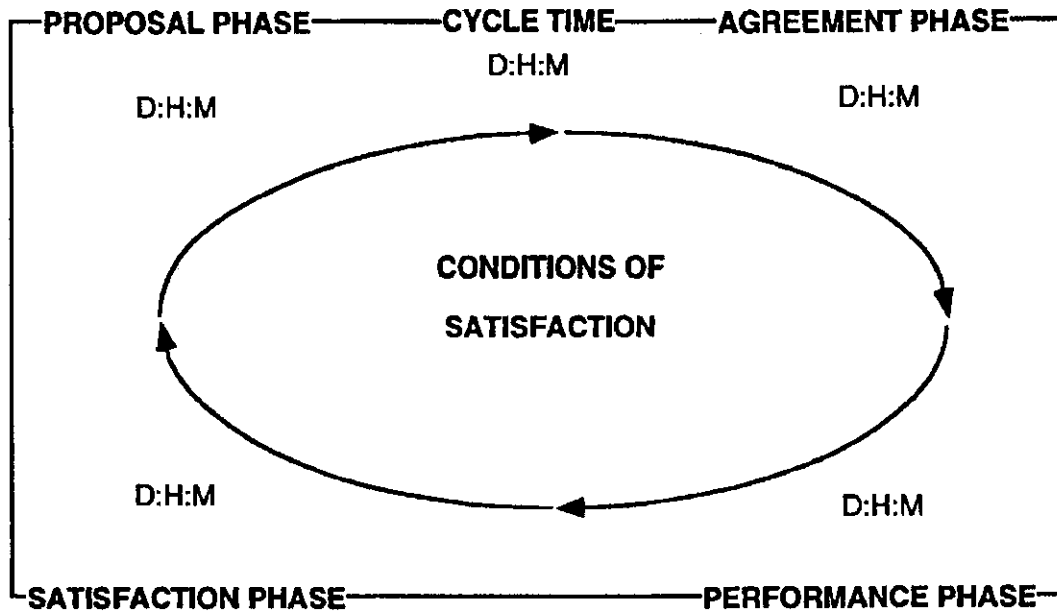 PROPOSAL PHASE CYCLE TIME AGREEMENT PHASE
D:H:M
D:H:M
D:H:M
CONDITIONS OF
SATISFACTION
D:H:M
D:H:M
SATISFACTION PHASE PERFORMANCE PHASE